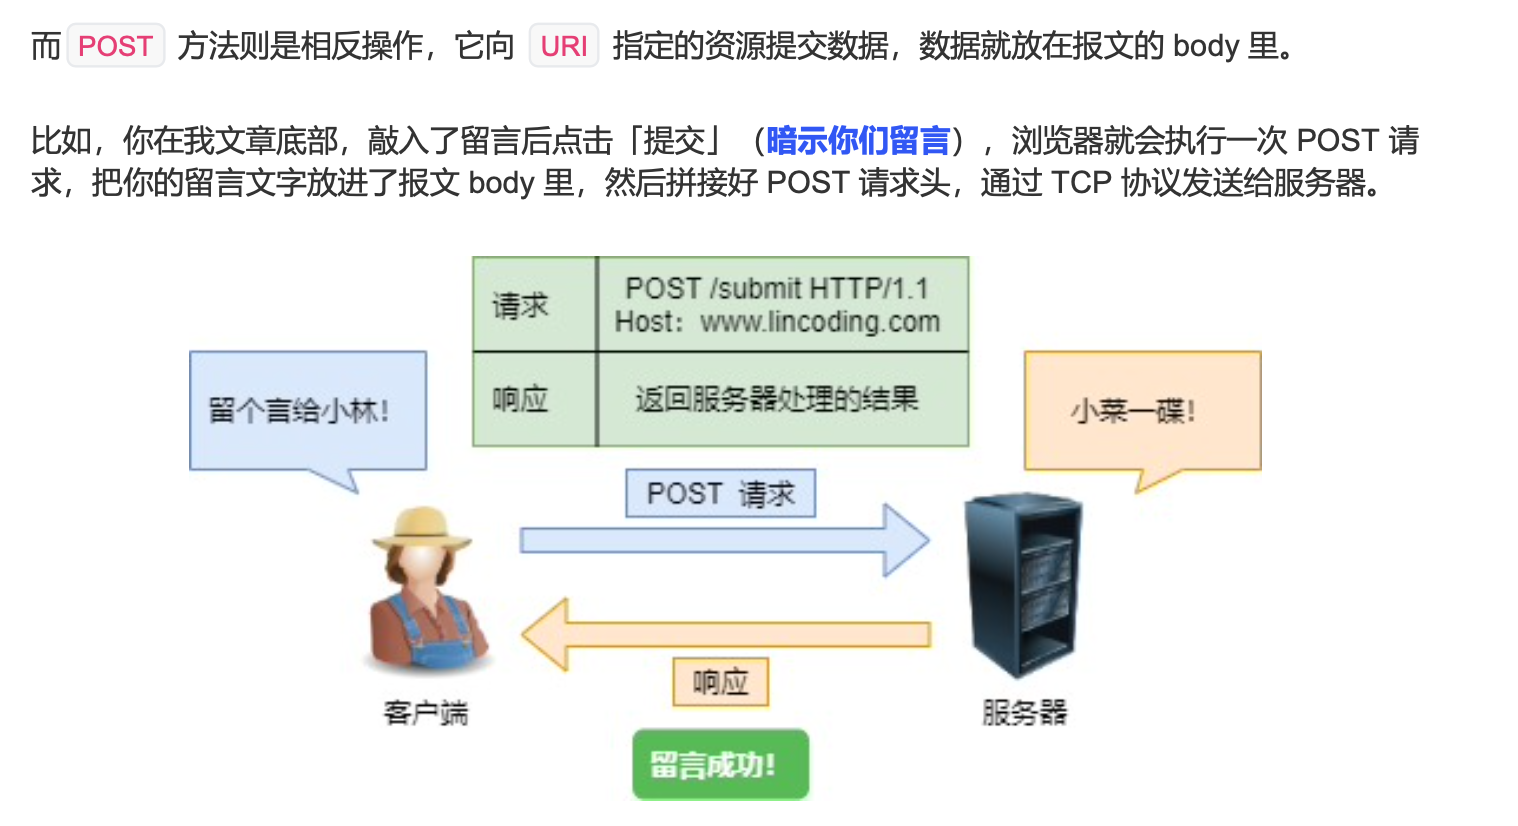 而 POST 方法则是相反操作，它向 URI 指定的资源提交数据，数据就放在报文的 body 里。
比如，你在我文章底部，敲入了留言后点击「提交」（暗示你们留言），浏览器就会执行一次 POST 请
求，把你的留言文字放进了报文 body 里，然后拼接好 POST 请求头，通过 TCP 协议发送给服务器。
请求
POST /submit HTTP/1.1
Host：www.lincoding.com
响应
返回服务器处理的结果
留个言给小林！
小菜一碟！
POST 请求
响应
客户端
服务器
留言成功！